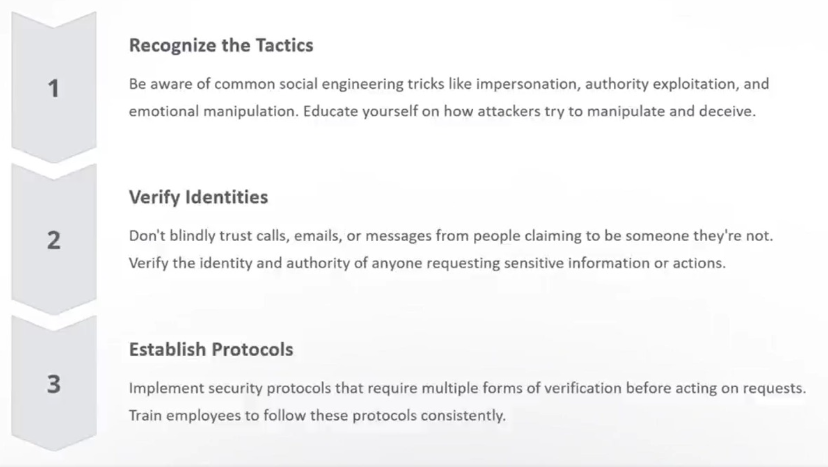 1
Recognize the Tactics
Be aware of common social engineering tricks like impersonation, authority exploitation, and
emotional manipulation. Educate yourself on how attackers try to manipulate and deceive.
2
Verify Identities
Don't blindly trust calls, emails, or messages from people claiming to be someone they're not.
Verify the identity and authority of anyone requesting sensitive information or actions.
3
Establish Protocols
Implement security protocols that require multiple forms of verification before acting on requests.
Train employees to follow these protocols consistently.